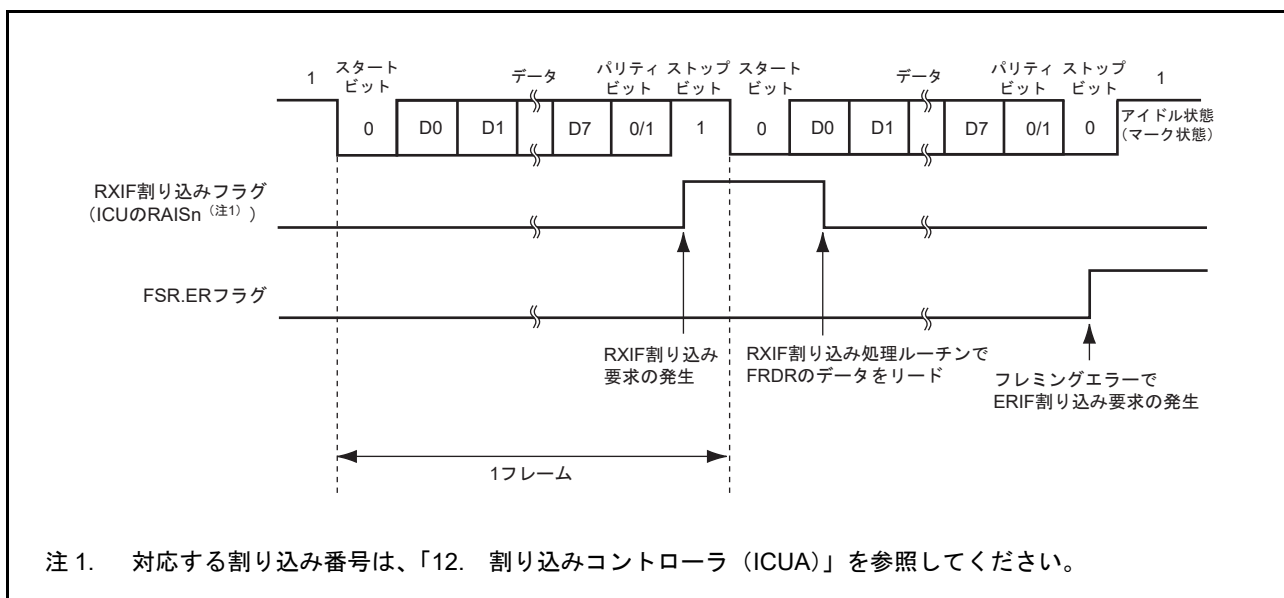 1 スタート データ パリティ ストップ スタート データ パリティ ストップ 1
ビット ビット ビット ビット ビット ビット
0 D0 D1 D7 0/1 1 0 D0 D1 D7 0/1 0 アイドル状態
(マーク状態)
RXIF割り込みフラグ
(ICUのRAISn (注1) )
FSR.ERフラグ
RXIF割り込み
要求の発生
RXIF割り込み処理ルーチンで
FRDRのデータをリード
フレミングエラーで
ERIF割り込み要求の発生
1フレーム
注 1. 対応する割り込み番号は、「12. 割り込みコントローラ(ICUA)」を参照してください。